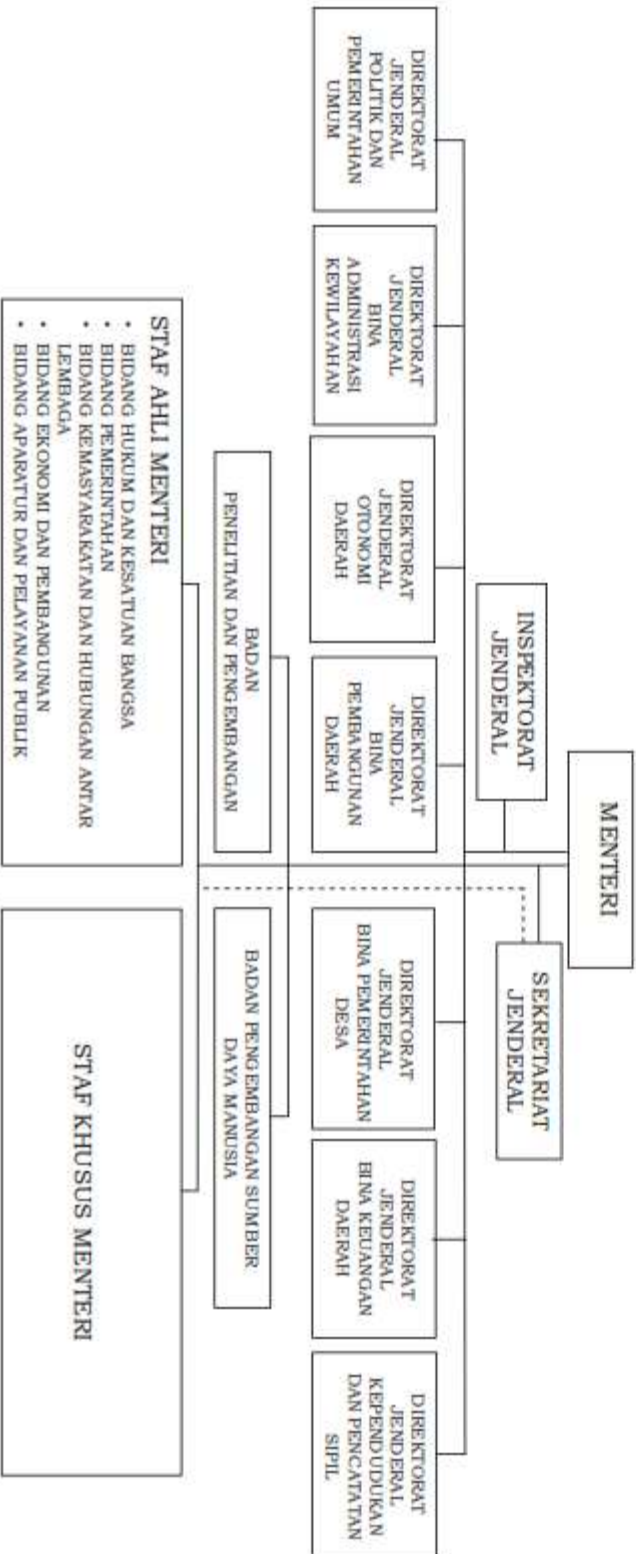 MENTERI
INSPEKTORAT
JENDERAL
SEKRETARIAT
JENDERAL
DIREKTORAT
JENDERAL
POLITIK DAN
PEMERINTAHAN
UMUM
DIREKTORAT
JENDERAL
BINA
ADMINISTRASI
KEWILAYAHAN
DIREKTORAT
JENDERAL
OTONOMI
DAERAH
DIREKTORAT
JENDERAL
BINA
PEMBANGUNAN
DAERAH
DIREKTORAT
JENDERAL
BINA PEMERINTAHAN
DESA
DIREKTORAT
JENDERAL
BINA KEUANGAN
DAERAH
DIREKTORAT
JENDERAL
KEPENDUDUKAN
DAN PENCATATAN
SIPIL
BADAN
PENELITIAN DAN PENGEMBANGAN
BADAN PENGEMBANGAN SUMBER
DAYA MANUSIA
STAF AHLI MENTERI
• BIDANG HUKUM DAN KESATUAN BANGSA
• BIDANG PEMERINTAHAN
• BIDANG KEMASYARAKATAN DAN HUBUNGAN ANTAR
LEMBAGA
• BIDANG EKONOMI DAN PEMBANGUNAN
• BIDANG APARATUR DAN PELAYANAN PUBLIK
STAF KHUSUS MENTERI